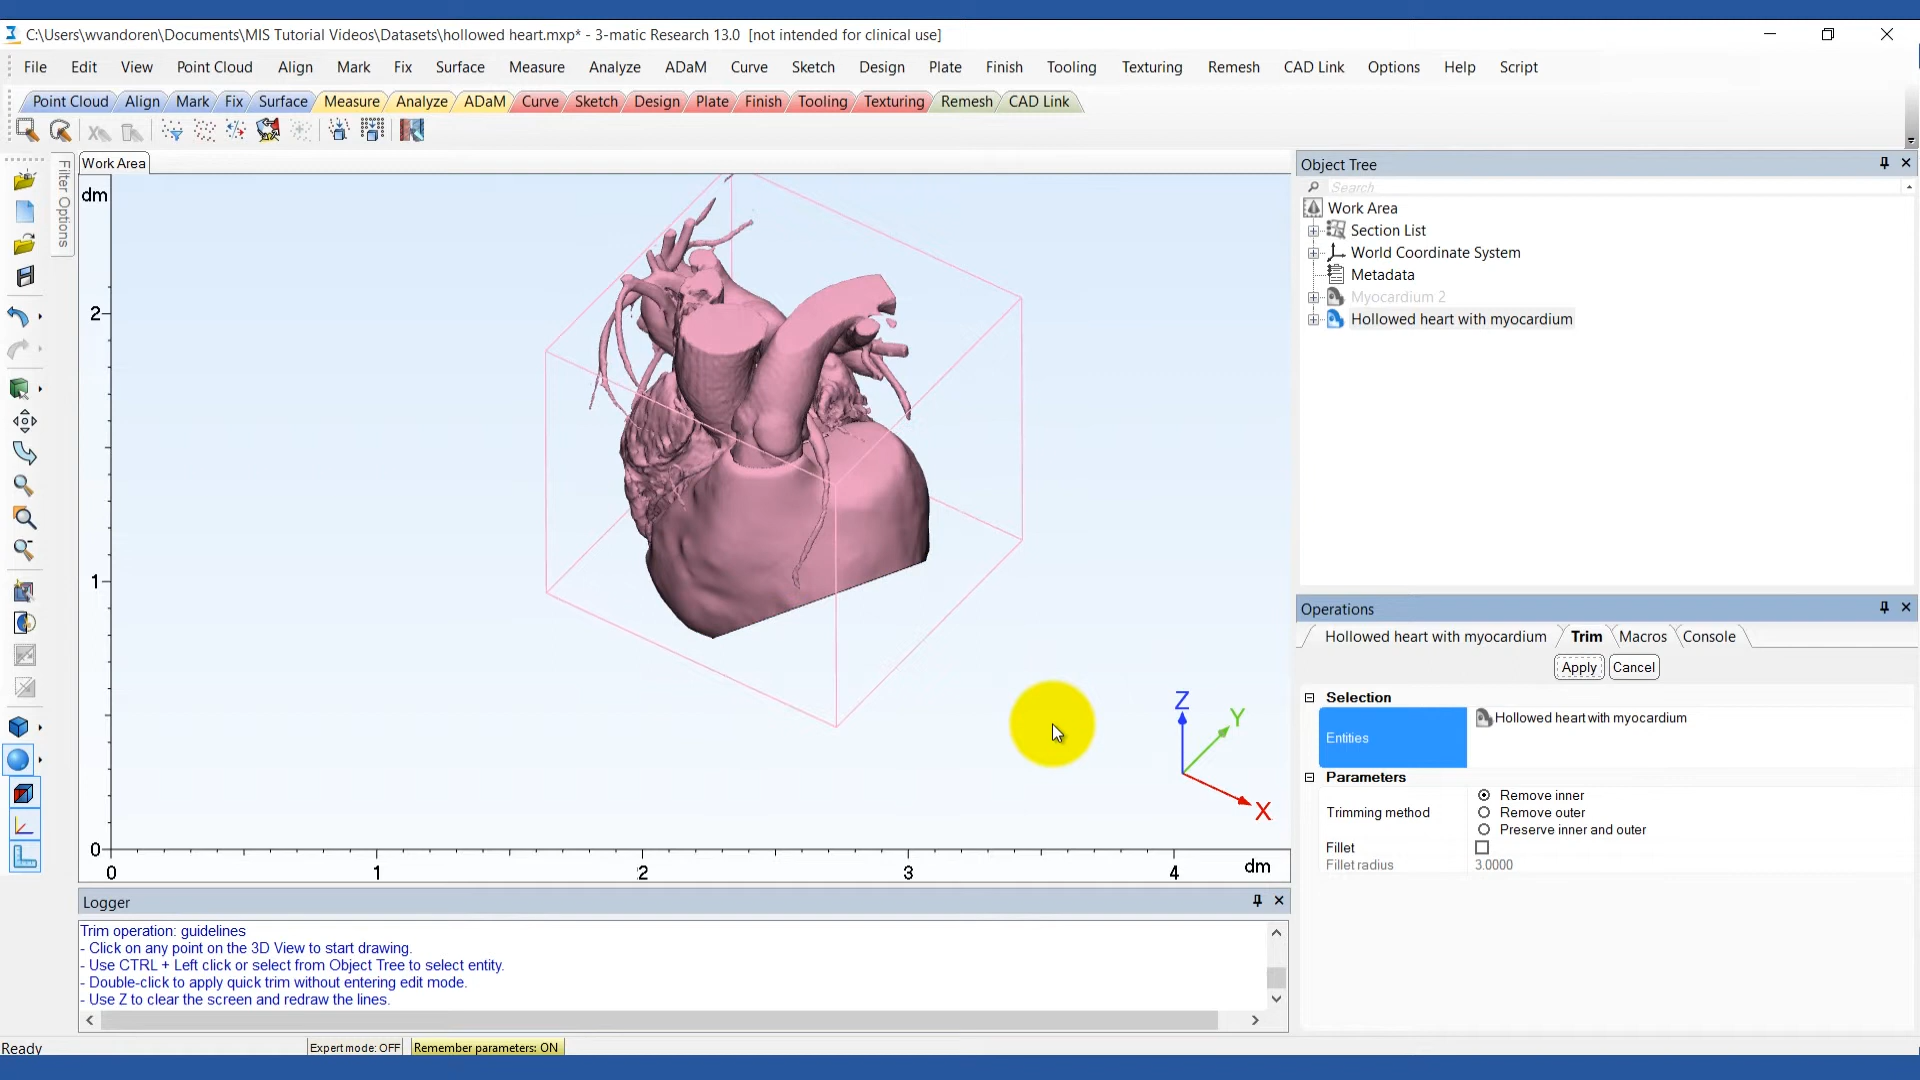 C:\Users\wvandoren\Documents\MIS Tutorial Videos\Datasets\hollowed heart.mxp* - 3-matic Research 13.0 [not intended for clinical use]
File Edit View Point Cloud Align Mark Fix Surface Measure Analyze ADaM Curve Sketch Design Plate Finish Tooling Texturing Remesh CAD Link Options Help Script
Point Cloud Align Mark Fix Surface Measure Analyze ADaM Curve Sketch Design Plate Finish Tooling Texturing Remesh CAD Link
Filter Options
Work Area
dm
2
1
0
0 1 2 3 4 dm
Z
Y
X
Object Tree
Search
Work Area
Section List
World Coordinate System
Metadata
Myocardium 2
Hollowed heart with myocardium
Operations
Hollowed heart with myocardium Trim Macros Console
Apply Cancel
Selection
Entities Hollowed heart with myocardium
Parameters
Trimming method
Remove inner
Remove outer
Preserve inner and outer
Fillet
Fillet radius 3.0000
Logger
Trim operation: guidelines
- Click on any point on the 3D View to start drawing.
- Use CTRL + Left click or select from Object Tree to select entity.
- Double-click to apply quick trim without entering edit mode.
- Use Z to clear the screen and redraw the lines.
Ready Expert mode: OFF Remember parameters: ON